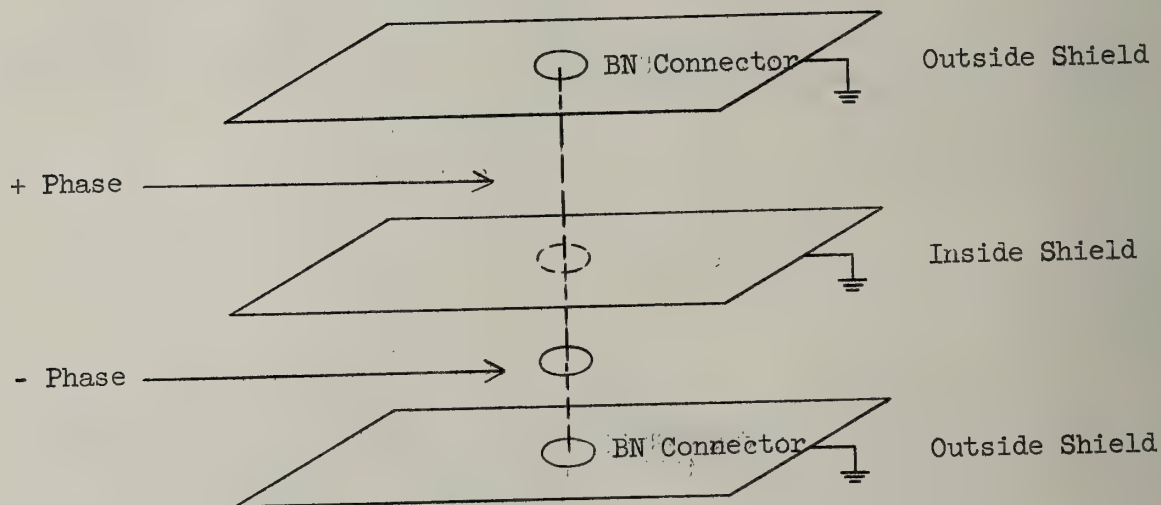 BN Connector Outside Shield
+ Phase
Inside Shield
- Phase
BN Connector Outside Shield